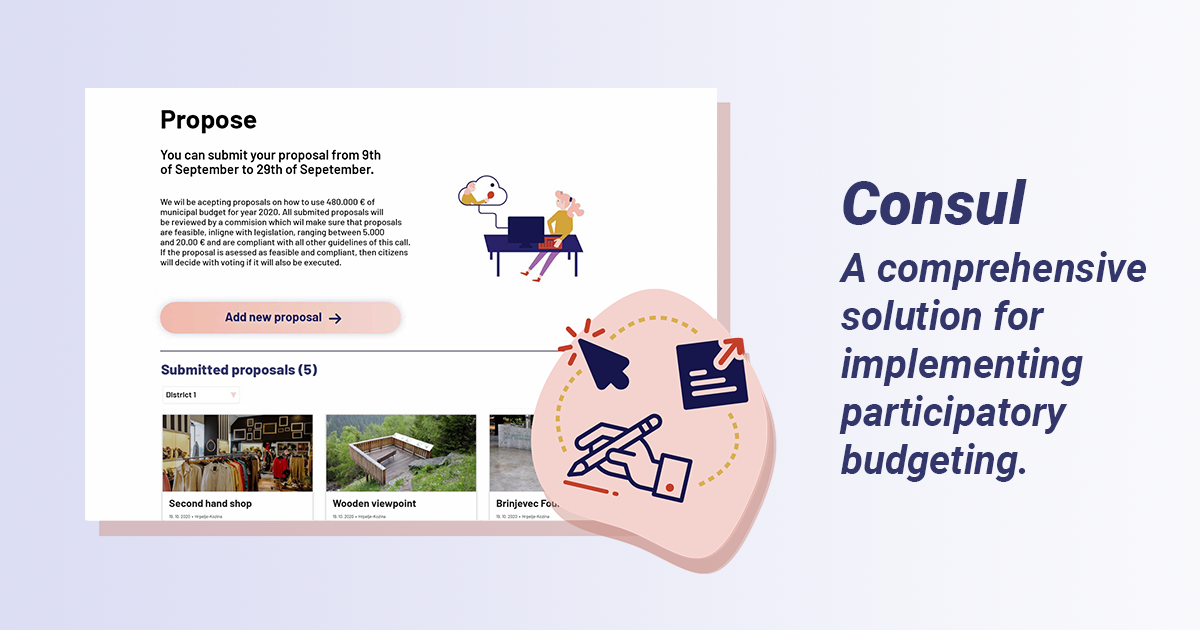 Propose
You can submit your proposal from 9th
of September to 29th of Sepetember.
We wil be acepting proposals on how to use 480.000 € of
municipal budget for year 2020. All submited proposals will
be reviewed by a commision which wil make sure that proposals
are feasible, inligne with legislation, ranging between 5.000
and 20.00 € and are compliant with all other guidelines of this call.
If the proposal is asessed as feasible and compliant, then citizens
will decide with voting if it will also be executed.
Add new proposal →
Submitted proposals (5)
District 1
Second hand shop
Wooden viewpoint
Brinjevec
19. 10. 2020 • Hrpelje-Kozina
19. 10. 2020 • Hrpelje-Kozina
19. 10. 2020 • Hrpelje-Kozina
Consul
A comprehensive
solution for
implementing
participatory
budgeting.